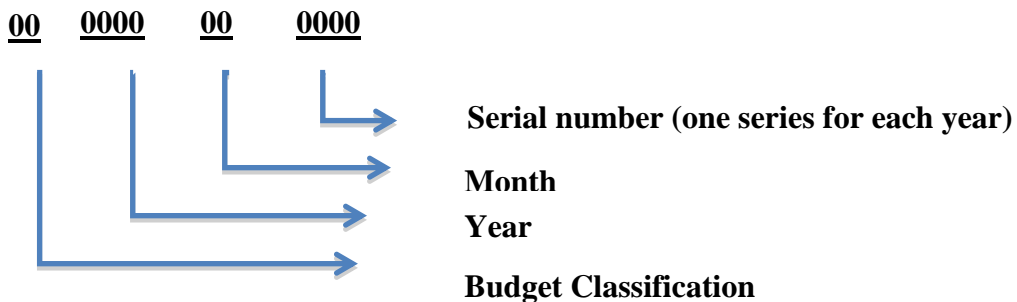 00 0000 00 0000
Serial number (one series for each year)
Month
Year
Budget Classification